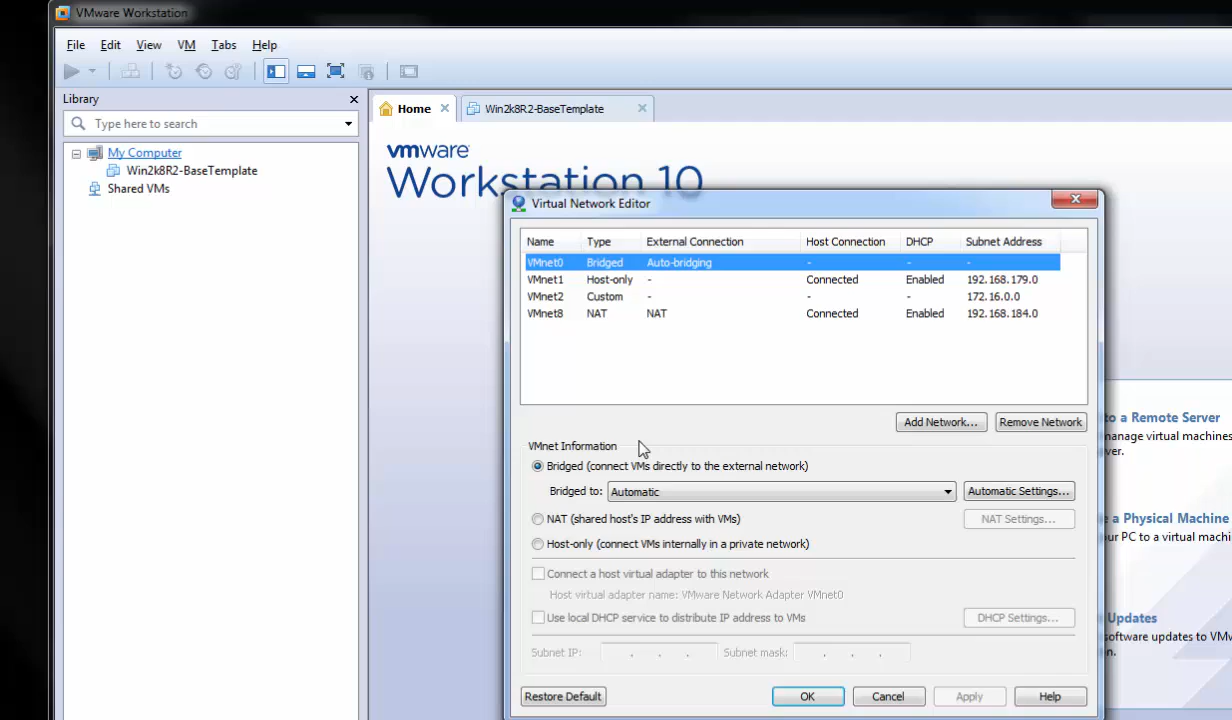 VMware Workstation
File Edit View VM Tabs Help
Library
Type here to search
My Computer
Win2k8R2-BaseTemplate
Shared VMs
Home Win2k8R2-BaseTemplate
vmware
Workstation 10
Virtual Network Editor
Name Type External Connection Host Connection DHCP Subnet Address
VMnet0 Bridged Auto-bridging - - -
VMnet1 Host-only - Connected Enabled 192.168.179.0
VMnet2 Custom - - - 172.16.0.0
VMnet8 NAT NAT Connected Enabled 192.168.184.0
Add Network... Remove Network
VMnet Information
Bridged (connect VMs directly to the external network)
Bridged to: Automatic Automatic Settings...
NAT (shared host's IP address with VMs) NAT Settings...
Host-only (connect VMs internally in a private network)
Connect a host virtual adapter to this network
Host virtual adapter name: VMware Network Adapter VMnet0
Use local DHCP service to distribute IP address to VMs DHCP Settings...
Subnet IP: . . . Subnet mask: . . .
Restore Default OK Cancel Apply Help
to a Remote Server
manage virtual machines
ver.
e a Physical Machine
ur PC to a virtual machi
Updates
software updates to VMw
on.